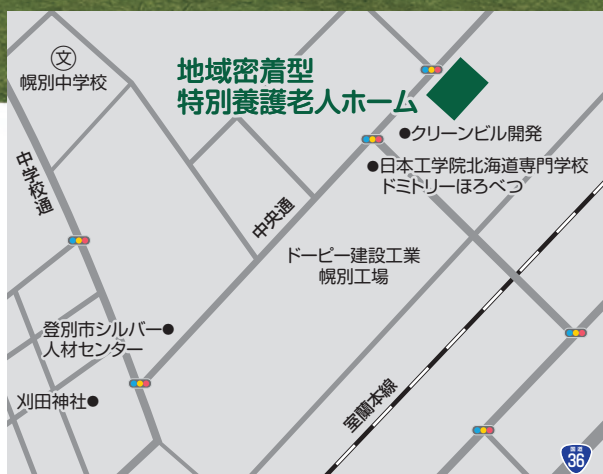 文
幌別中学校
地域密着型
特別養護老人ホーム
●クリーンビル開発
●日本工学院北海道専門学校
ドミトリーほろべつ
中学校通
中央通
ドーピー建設工業
幌別工場
登別市シルバー●
人材センター
刈田神社●
室蘭本線
国道
36